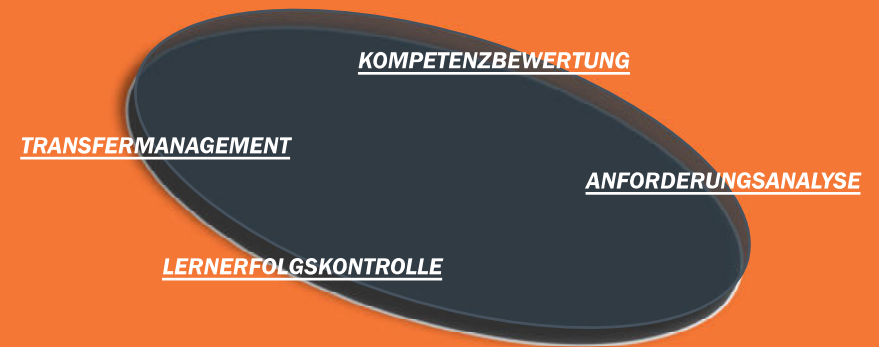 KOMPETENZBEWERTUNG
TRANSFERMANAGEMENT
ANFORDERUNGSANALYSE
LERNERFOLGSKONTROLLE